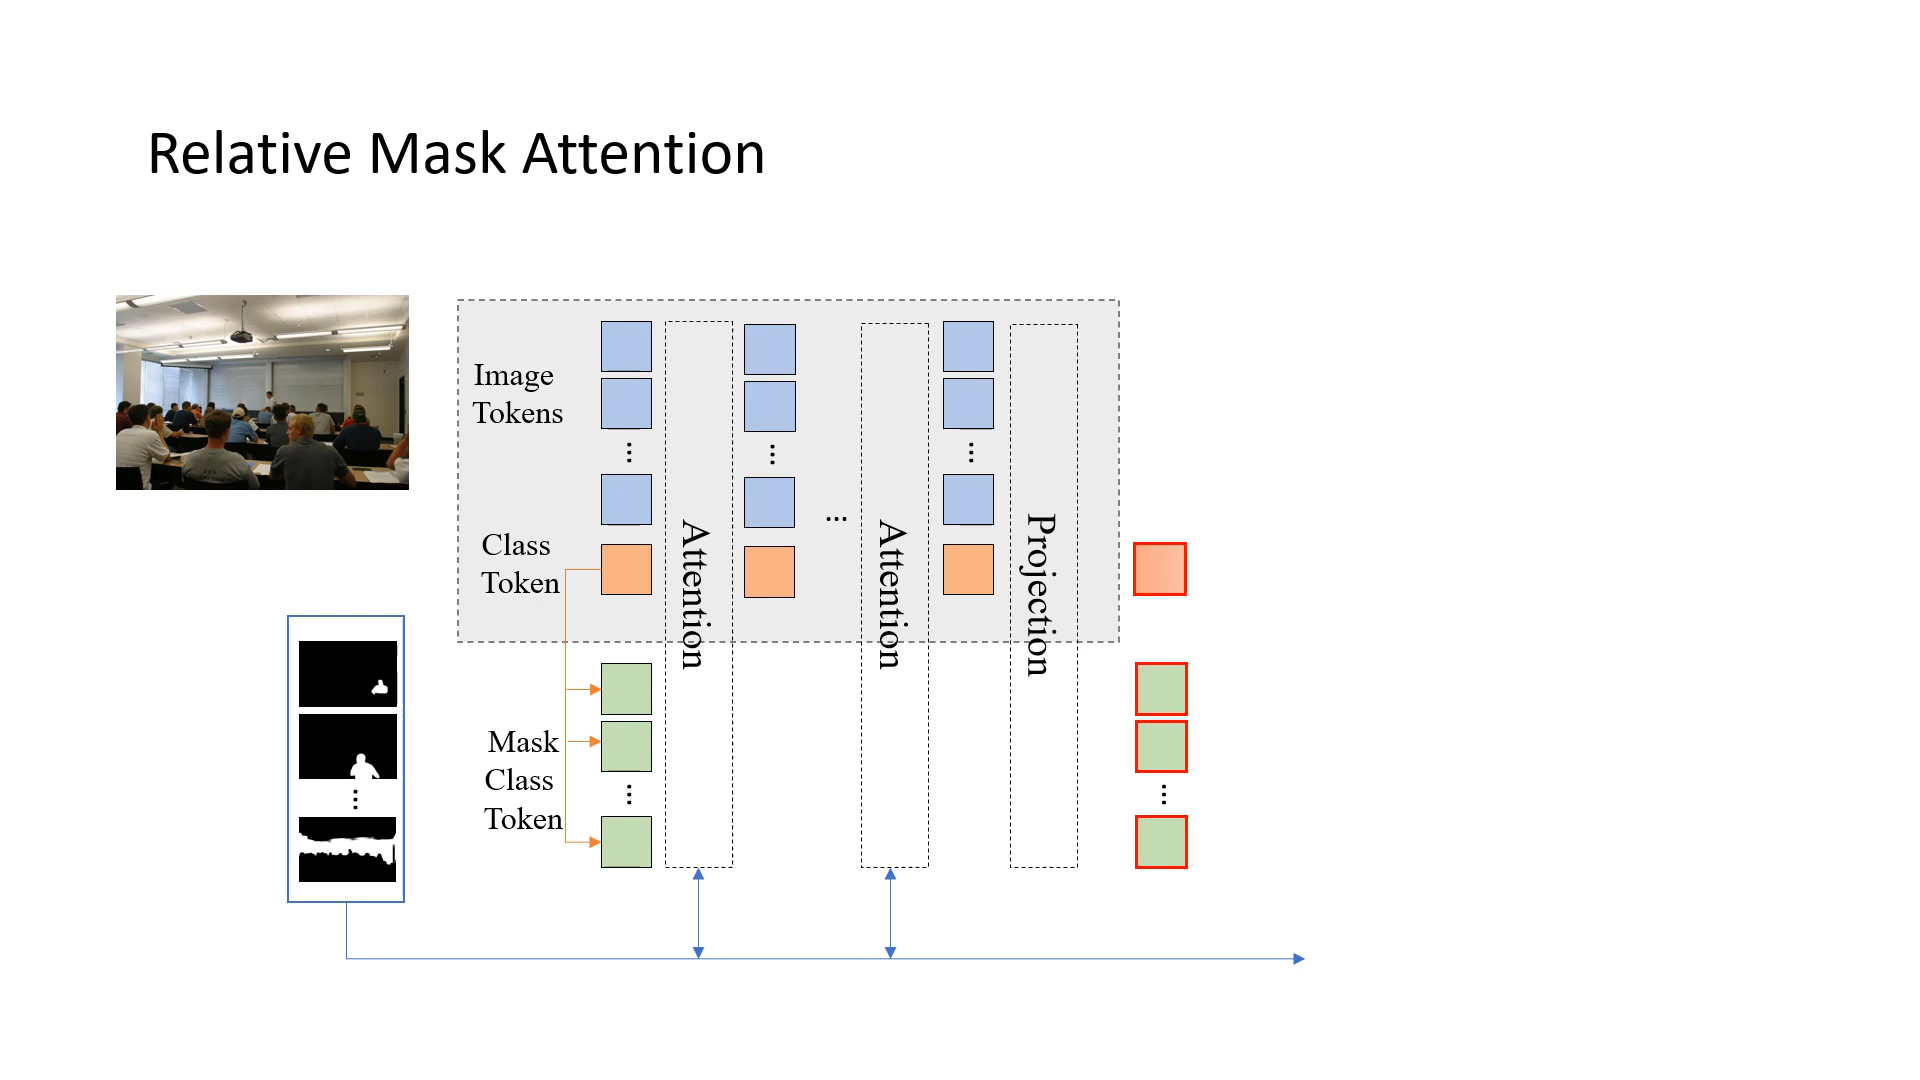 Relative Mask Attention
Image
Tokens
Class
Token
Mask
Class
Token
Attention
...
Attention
Projection